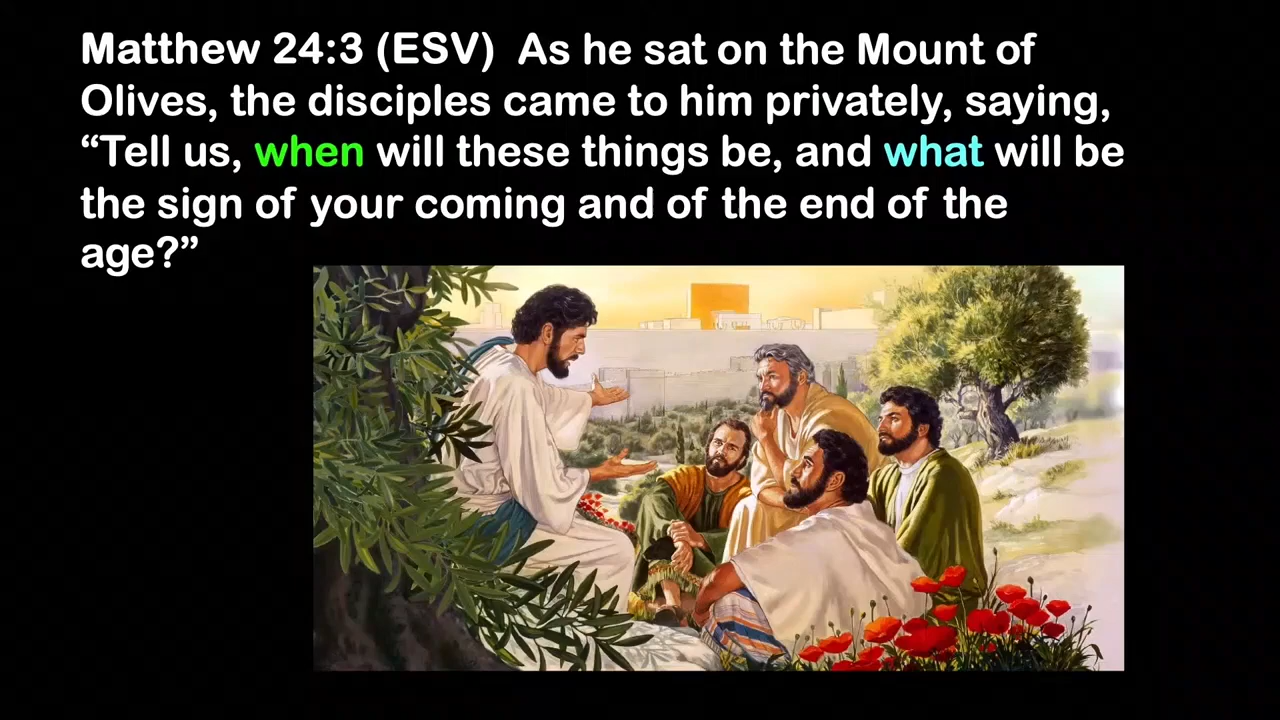 Matthew 24:3 (ESV)  As he sat on the Mount of
Olives, the disciples came to him privately, saying,
“Tell us, when will these things be, and what will be
the sign of your coming and of the end of the
age?”